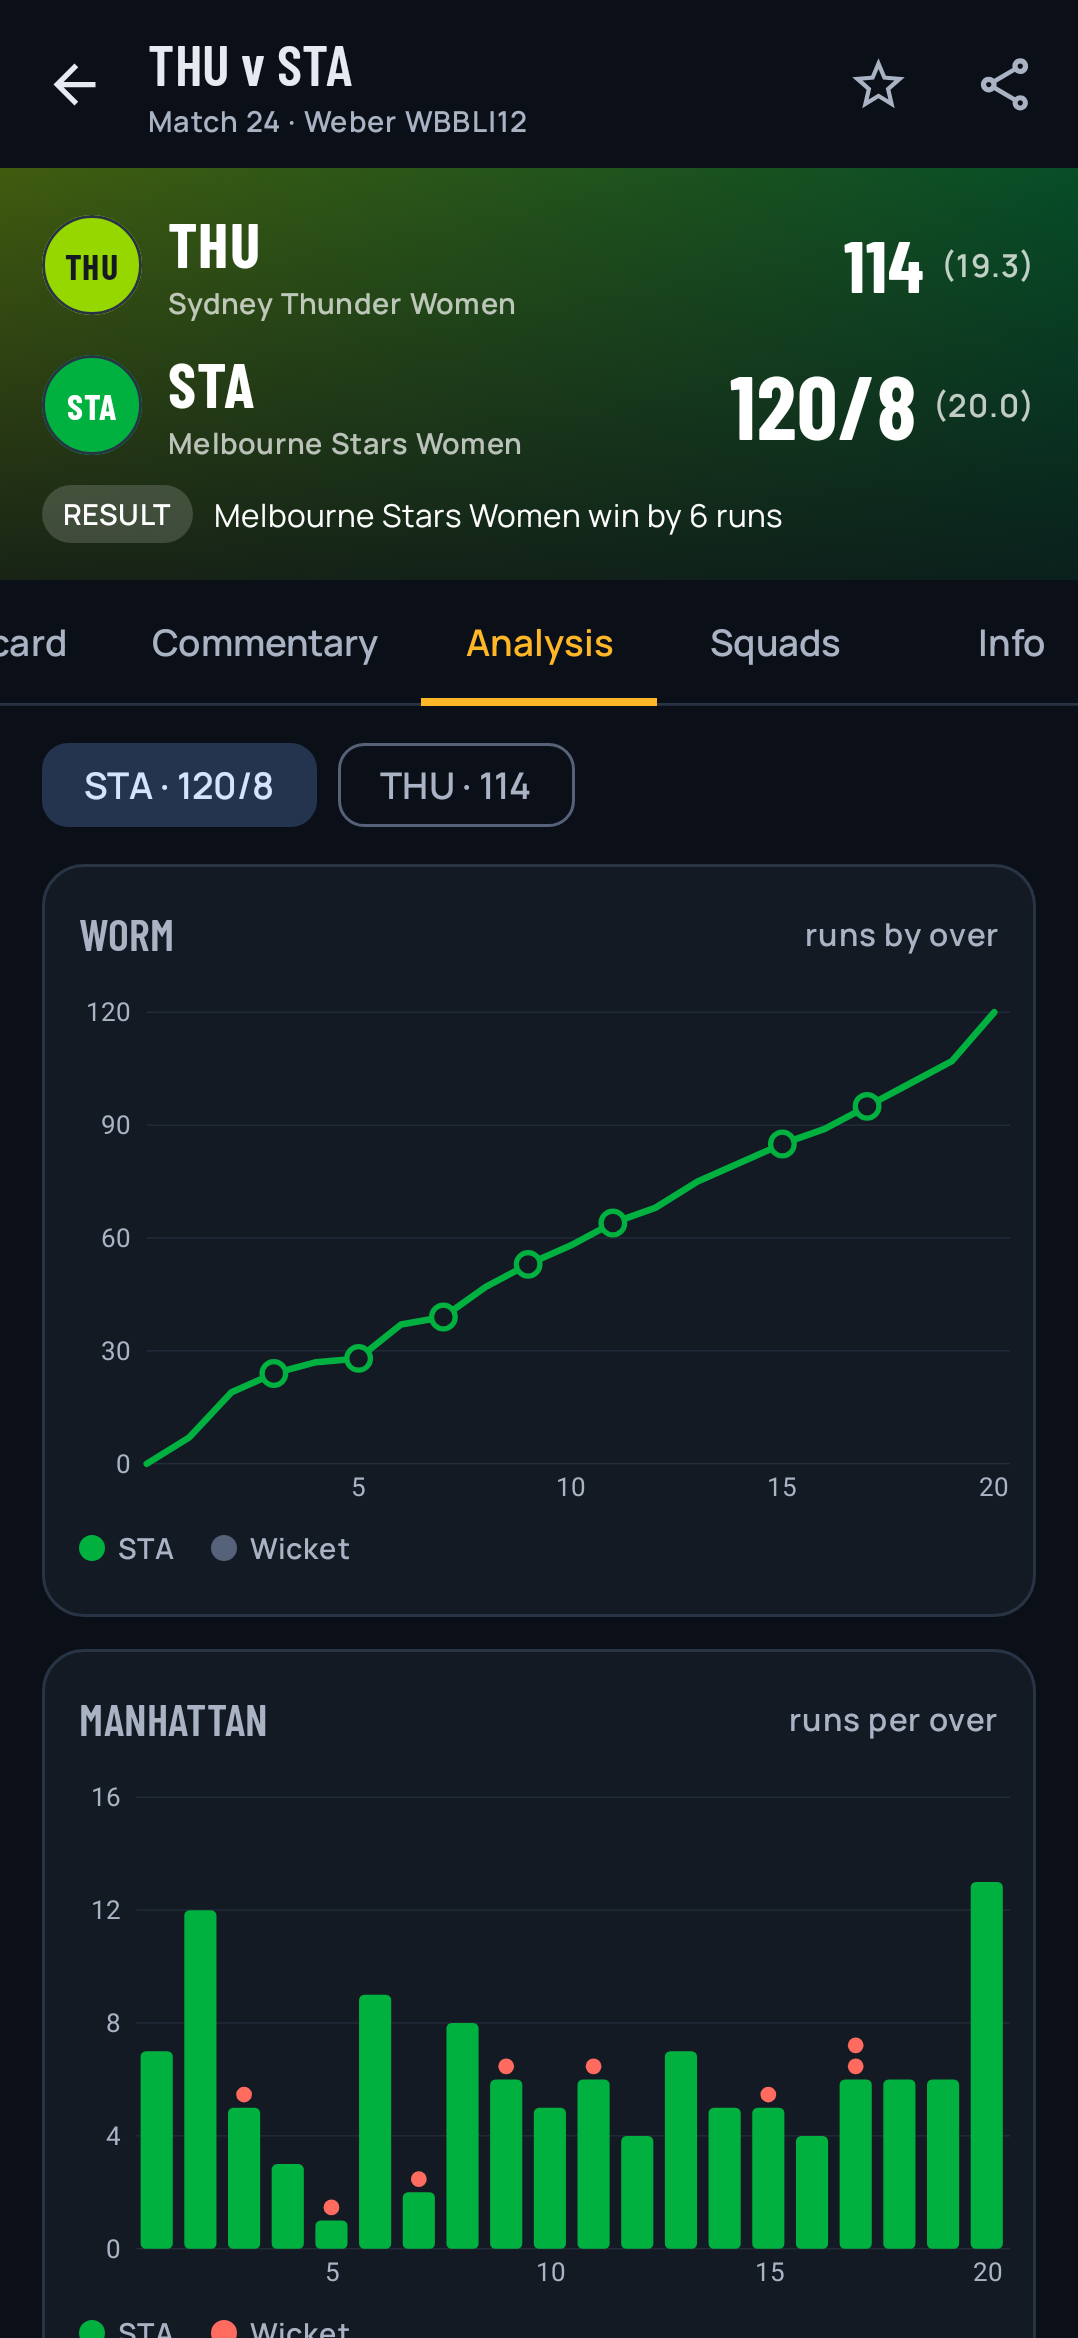 THU v STA
Match 24 · Weber WBBL|12
THU
THU
114 (19.3)
Sydney Thunder Women
STA
STA
120/8 (20.0)
Melbourne Stars Women
RESULT Melbourne Stars Women win by 6 runs
card Commentary Analysis Squads Info
STA · 120/8 THU · 114
WORM runs by over
120
90
60
30
0
5 10 15 20
STA Wicket
MANHATTAN runs per over
16
12
8
4
0
5 10 15 20
STA Wicket